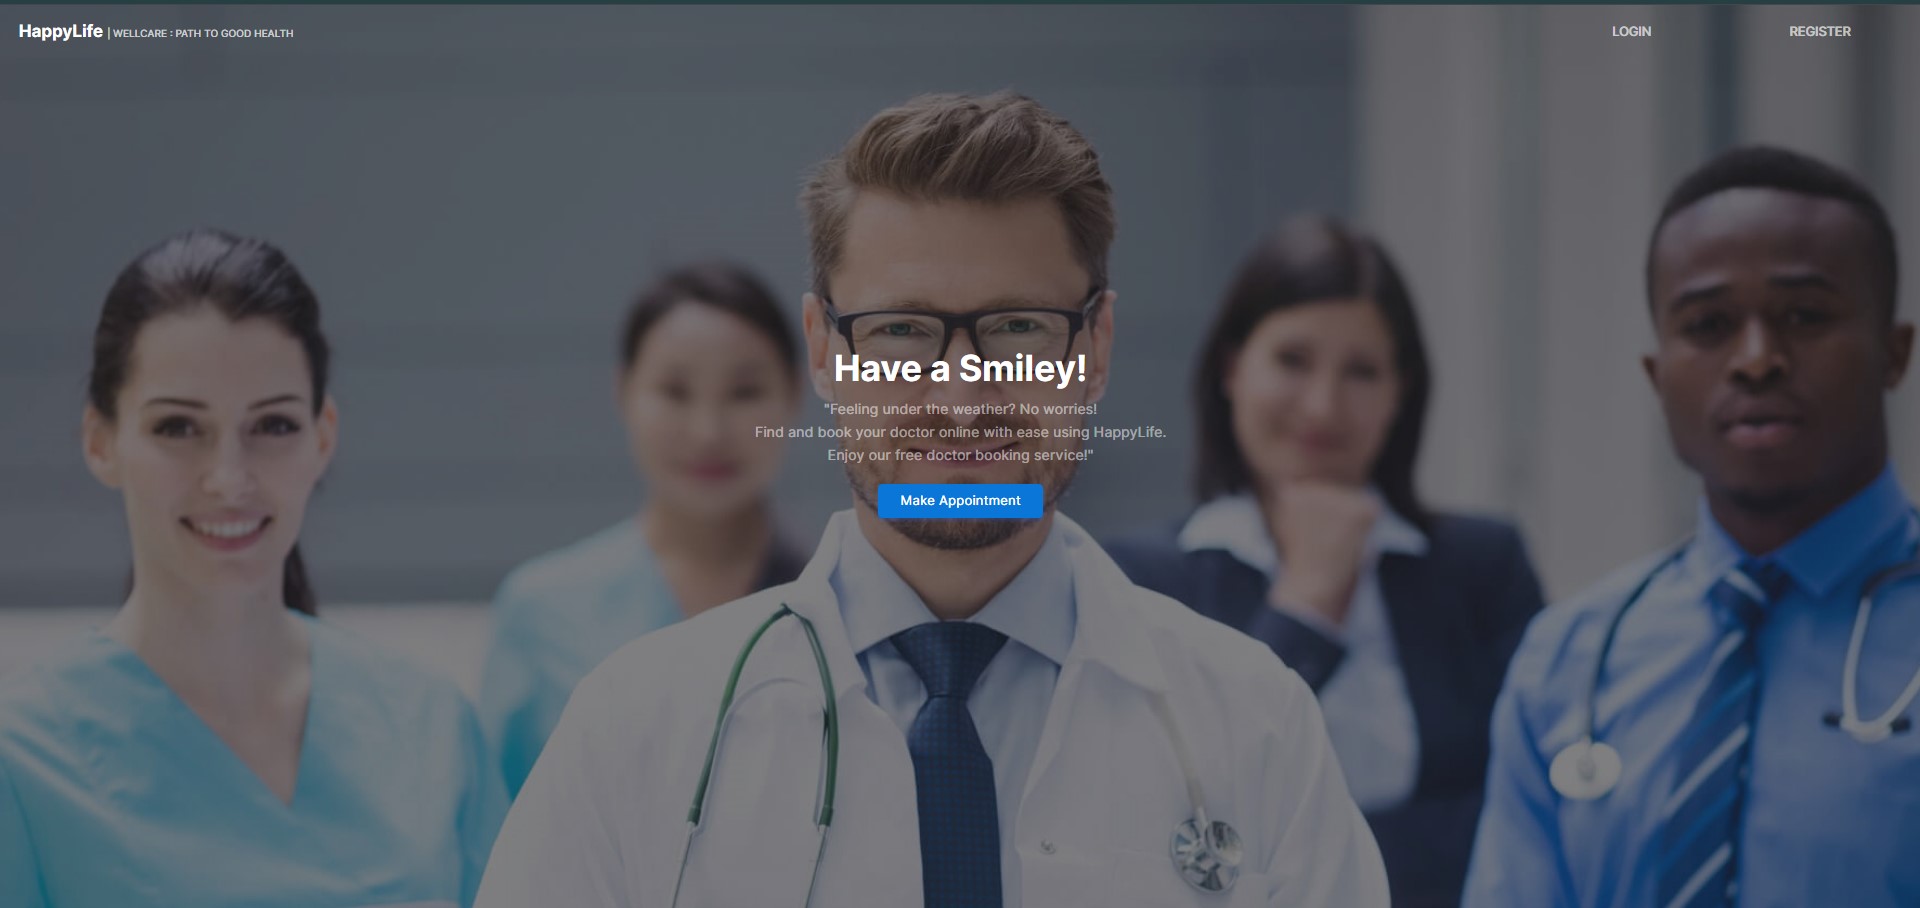 HappyLife | WELLCARE : PATH TO GOOD HEALTH
LOGIN
REGISTER
Have a Smiley!
"Feeling under the weather? No worries!
Find and book your doctor online with ease using HappyLife.
Enjoy our free doctor booking service!"
Make Appointment